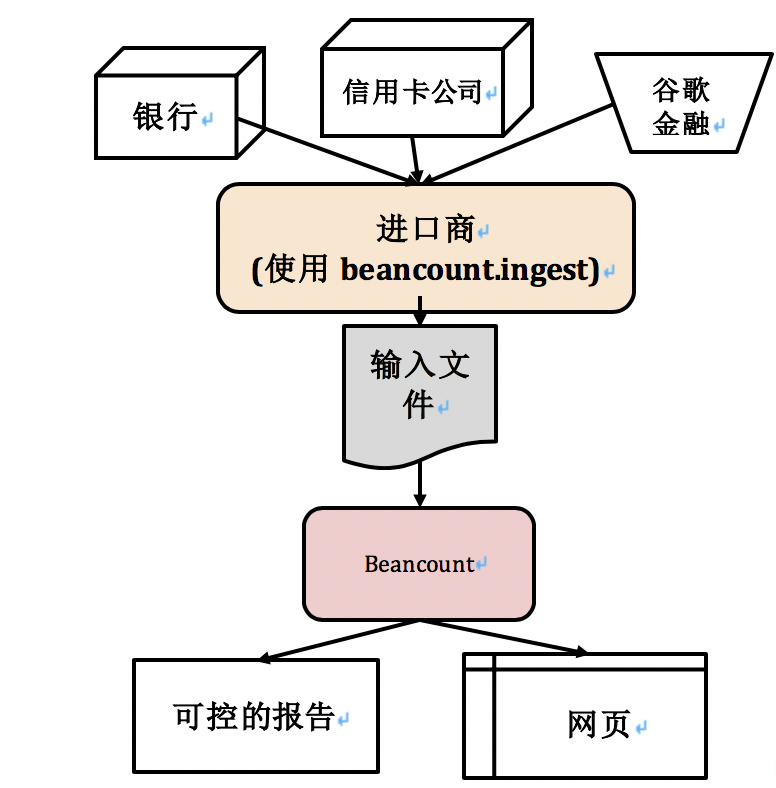 银行
信用卡公司
谷歌
金融
进口商
(使用 beancount.ingest)
输入文
件
Beancount
可控的报告
网页